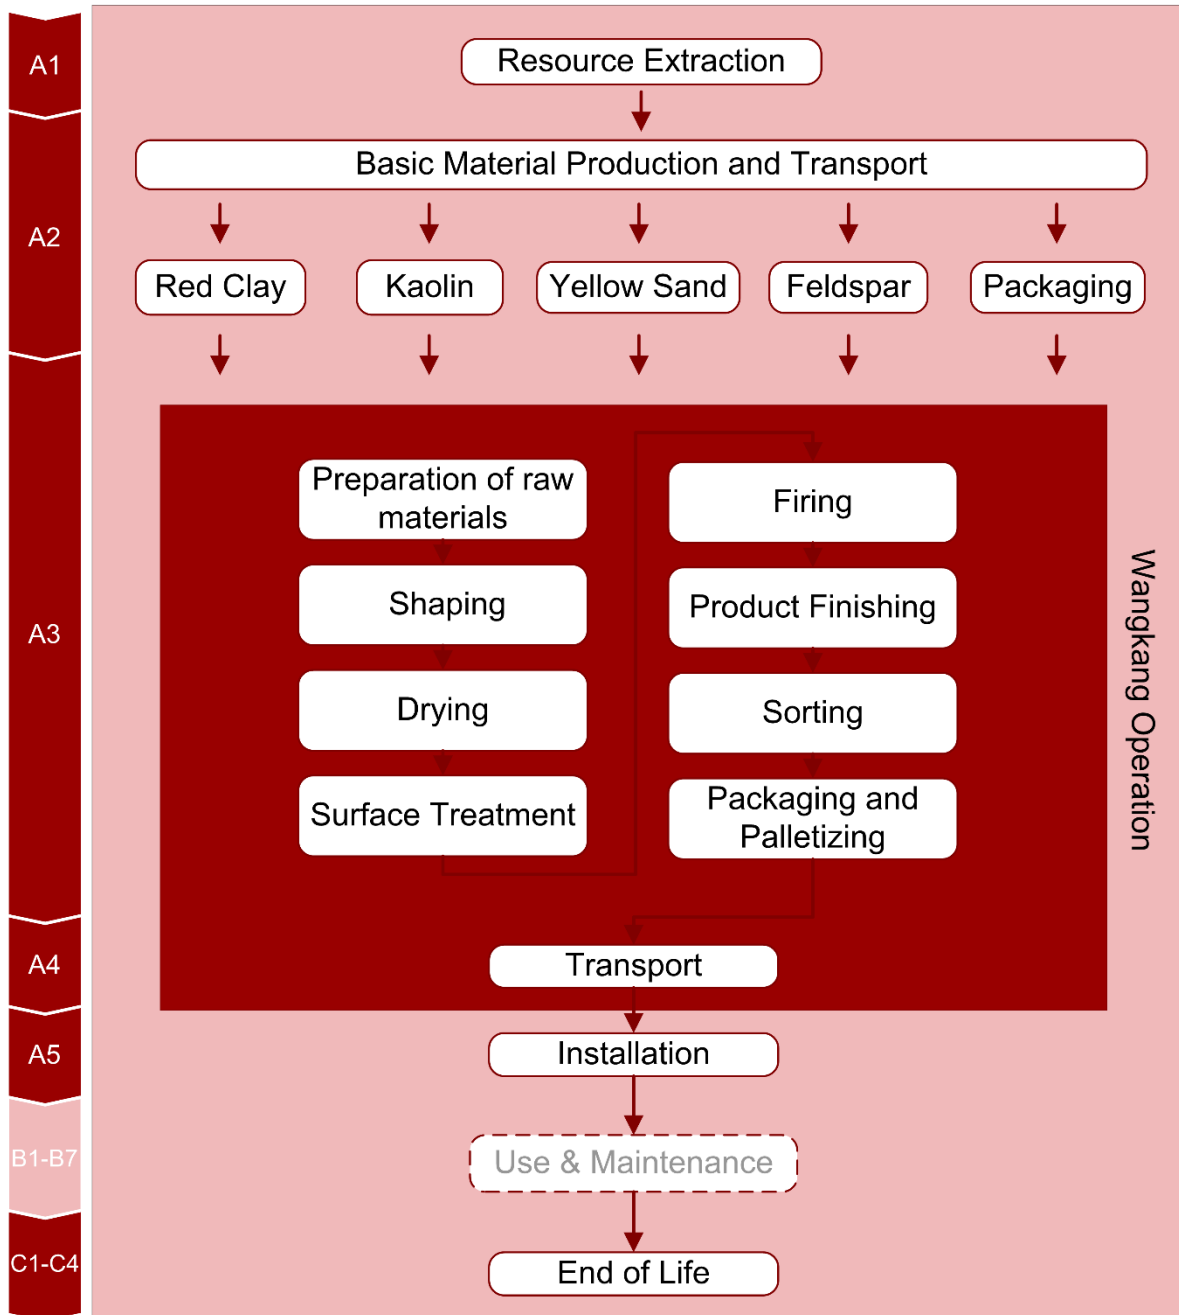 A1
Resource Extraction
A2
Basic Material Production and Transport
Red Clay
Kaolin
Yellow Sand
Feldspar
Packaging
A3
Preparation of raw
materials
Shaping
Drying
Surface Treatment
Firing
Product Finishing
Sorting
Packaging and
Palletizing
Wangkang Operation
A4
Transport
A5
Installation
B1-B7
Use & Maintenance
C1-C4
End of Life